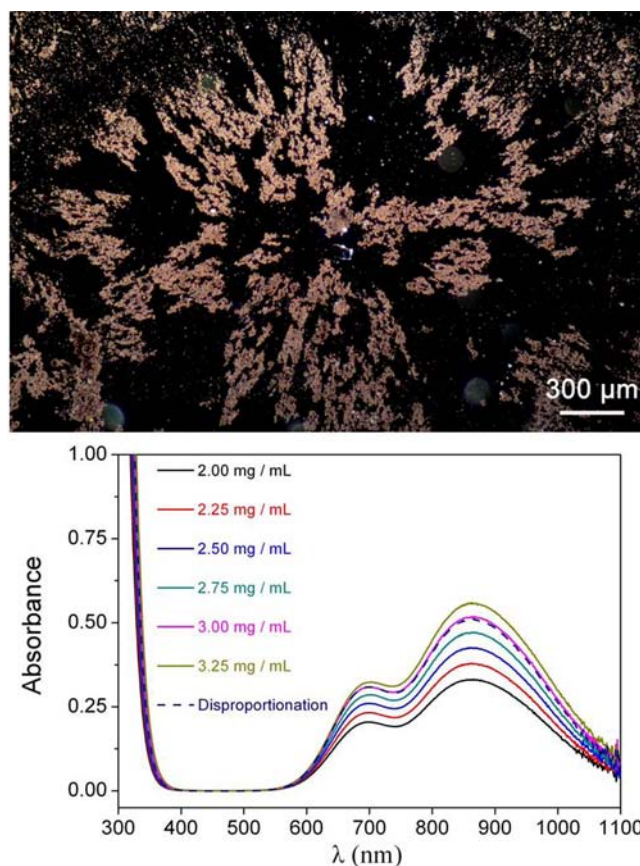 300 μm
1.00
0.75
0.50
0.25
0.00
Absorbance
2.00 mg / mL
2.25 mg / mL
2.50 mg / mL
2.75 mg / mL
3.00 mg / mL
3.25 mg / mL
Disproportionation
300 400 500 600 700 800 900 1000 1100
λ (nm)